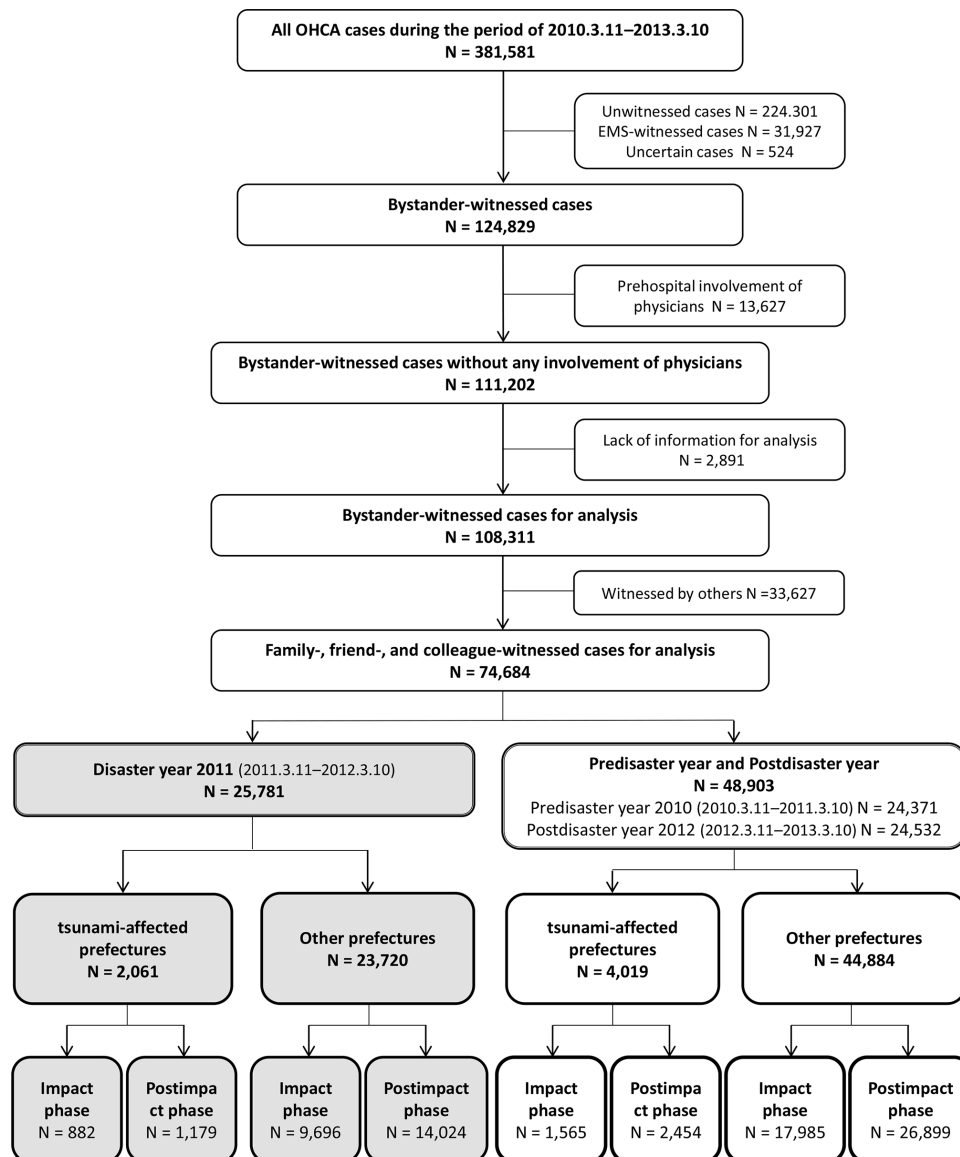 All OHCA cases during the period of 2010.3.11–2013.3.10
N = 381,581
Unwitnessed cases N = 224.301
EMS-witnessed cases N = 31,927
Uncertain cases N = 524
Bystander-witnessed cases
N = 124,829
Prehospital involvement of
physicians N = 13,627
Bystander-witnessed cases without any involvement of physicians
N = 111,202
Lack of information for analysis
N = 2,891
Bystander-witnessed cases for analysis
N = 108,311
Witnessed by others N =33,627
Family-, friend-, and colleague-witnessed cases for analysis
N = 74,684
Disaster year 2011 (2011.3.11–2012.3.10)
N = 25,781
Predisaster year and Postdisaster year
N = 48,903
Predisaster year 2010 (2010.3.11–2011.3.10) N = 24,371
Postdisaster year 2012 (2012.3.11–2013.3.10) N = 24,532
tsunami-affected
prefectures
N = 2,061
Other prefectures
N = 23,720
tsunami-affected
prefectures
N = 4,019
Other prefectures
N = 44,884
Impact
phase
N = 882
Postimpa
ct phase
N = 1,179
Impact
phase
N = 9,696
Postimpact
phase
N = 14,024
Impact
phase
N = 1,565
Postimpa
ct phase
N = 2,454
Impact
phase
N = 17,985
Postimpact
phase
N = 26,899